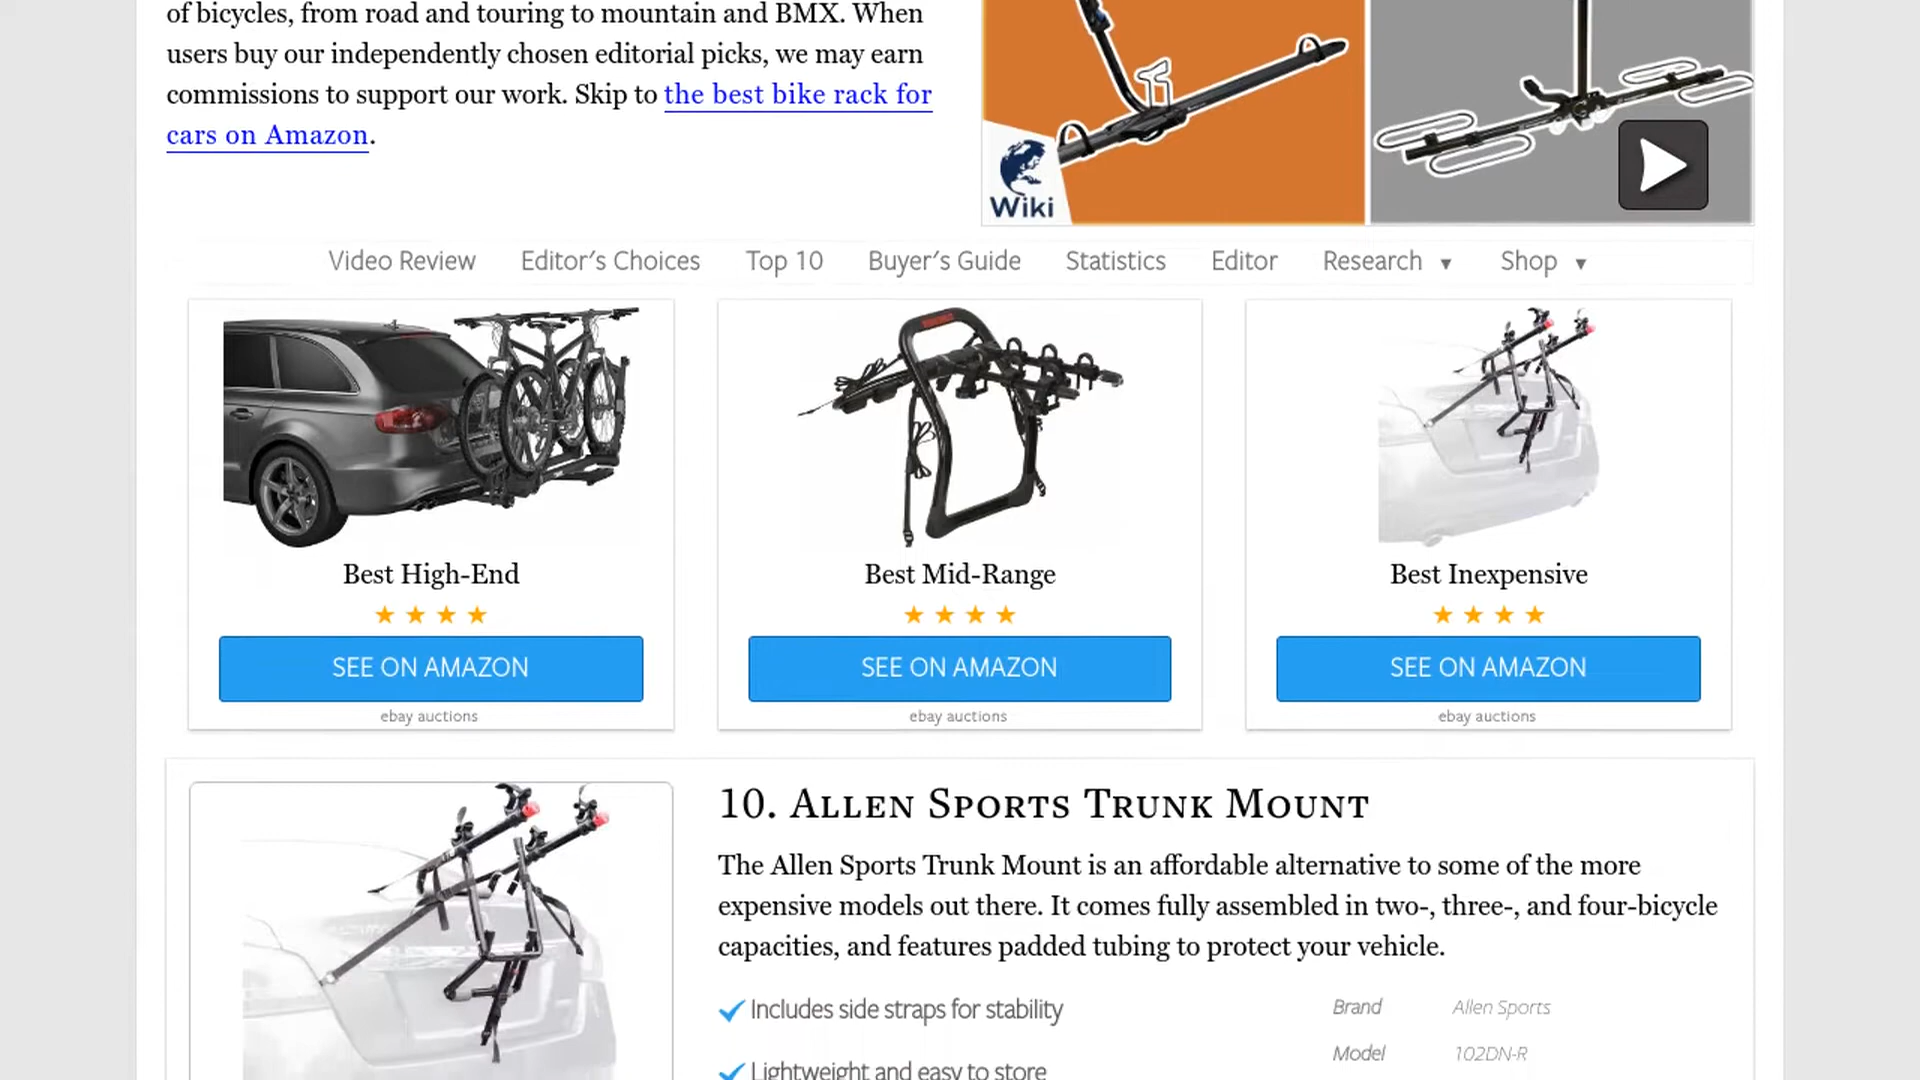 of bicycles, from road and touring to mountain and BMX. When
users buy our independently chosen editorial picks, we may earn
commissions to support our work. Skip to the best bike rack for
cars on Amazon.
Wiki
Video Review Editor's Choices Top 10 Buyer's Guide Statistics Editor Research ▼ Shop ▼
Best High-End
SEE ON AMAZON
ebay auctions
Best Mid-Range
SEE ON AMAZON
ebay auctions
Best Inexpensive
SEE ON AMAZON
ebay auctions
10. Allen Sports Trunk Mount
The Allen Sports Trunk Mount is an affordable alternative to some of the more
expensive models out there. It comes fully assembled in two-, three-, and four-bicycle
capacities, and features padded tubing to protect your vehicle.
Includes side straps for stability
Lightweight and easy to store
Brand Allen Sports
Model 102DN-R